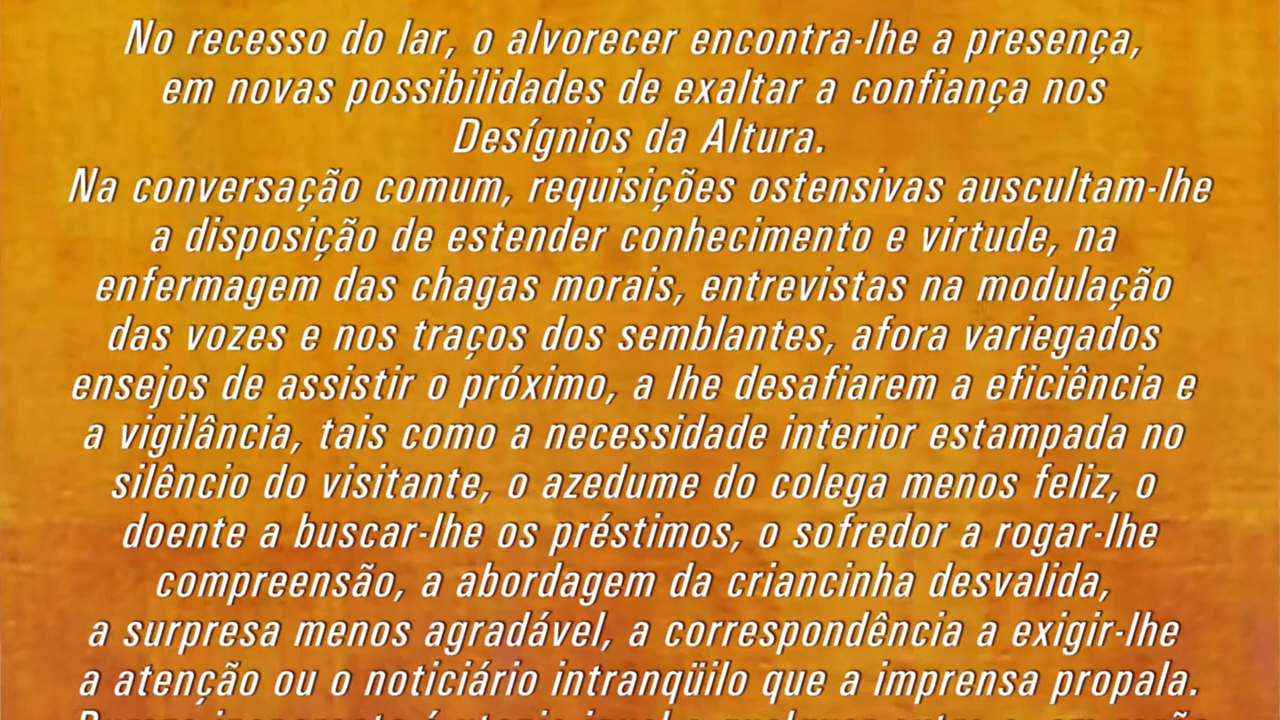 No recesso do lar, o alvorecer encontra-lhe a presença,
em novas possibilidades de exaltar a confiança nos
Desígnios da Altura.
Na conversação comum, requisições ostensivas auscultam-lhe
a disposição de estender conhecimento e virtude, na
enfermagem das chagas morais, entrevistas na modulação
das vozes e nos traços dos semblantes, afora variegados
ensejos de assistir o próximo, a lhe desafiarem a eficiência e
a vigilância, tais como a necessidade interior estampada no
silêncio do visitante, o azedume do colega menos feliz, o
doente a buscar-lhe os préstimos, o sofredor a rogar-lhe
compreensão, a abordagem da criancinha desvalida,
a surpresa menos agradável, a correspondência a exigir-lhe
a atenção ou o noticiário intranqüilo que a imprensa propala.